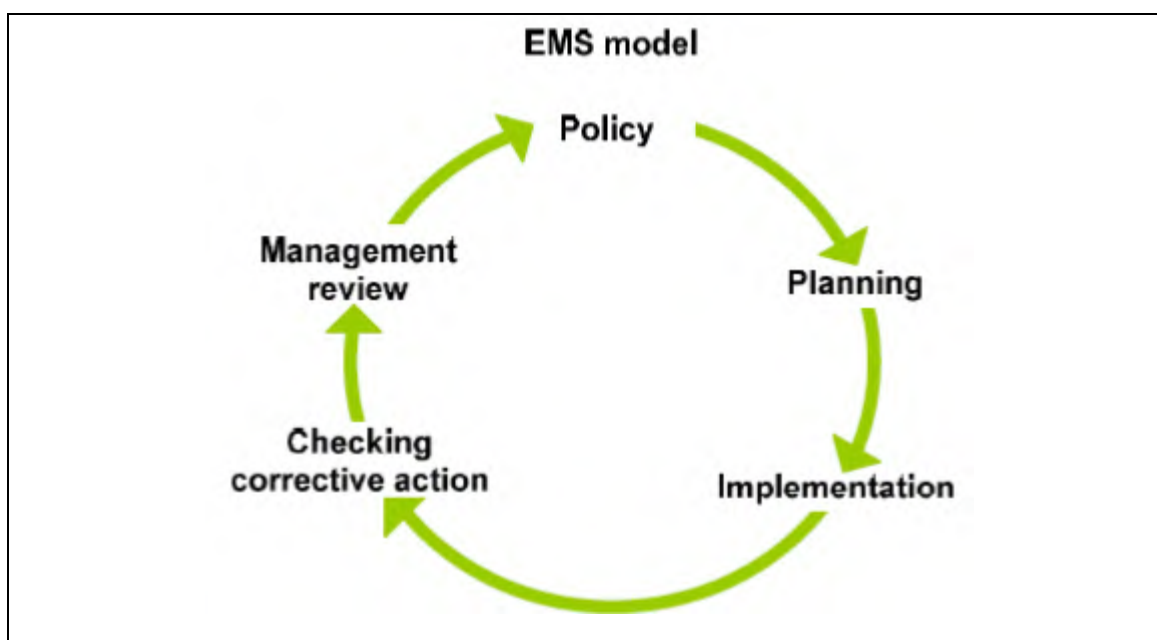 EMS model
Policy
Planning
Implementation
Checking
corrective action
Management
review